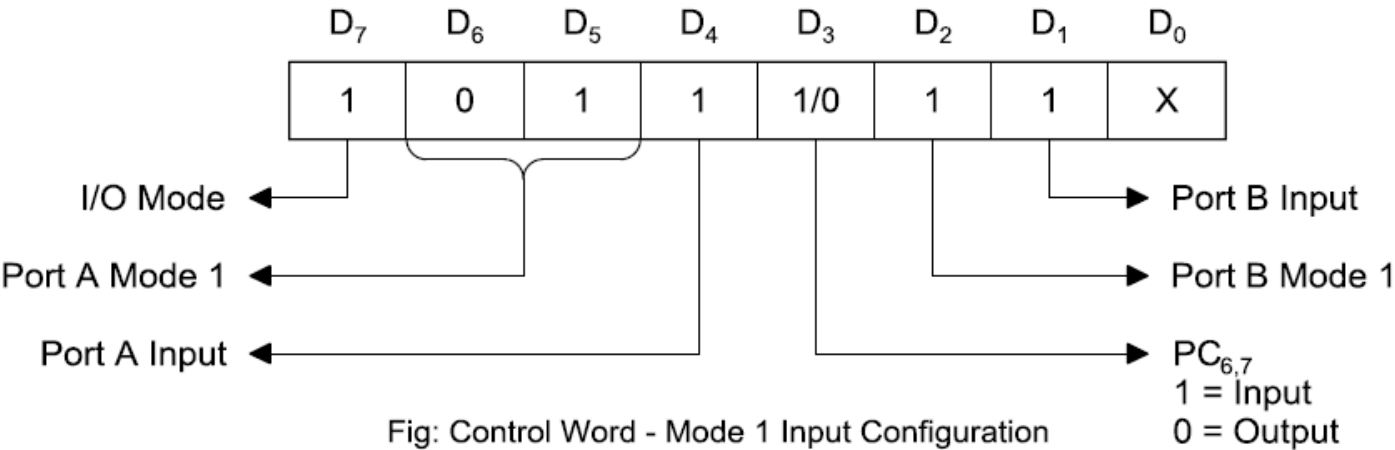 D₇ D₆ D₅ D₄ D₃ D₂ D₁ D₀
1 0 1 1 1/0 1 1 X
I/O Mode
Port B Input
Port A Mode 1
Port B Mode 1
Port A Input
PC₆,₇
1 = Input
0 = Output
Fig: Control Word - Mode 1 Input Configuration